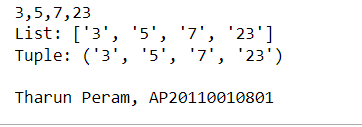 3,5,7,23
List: ['3', '5', '7', '23']
Tuple: ('3', '5', '7', '23')
Tharun Peram, AP20110010801